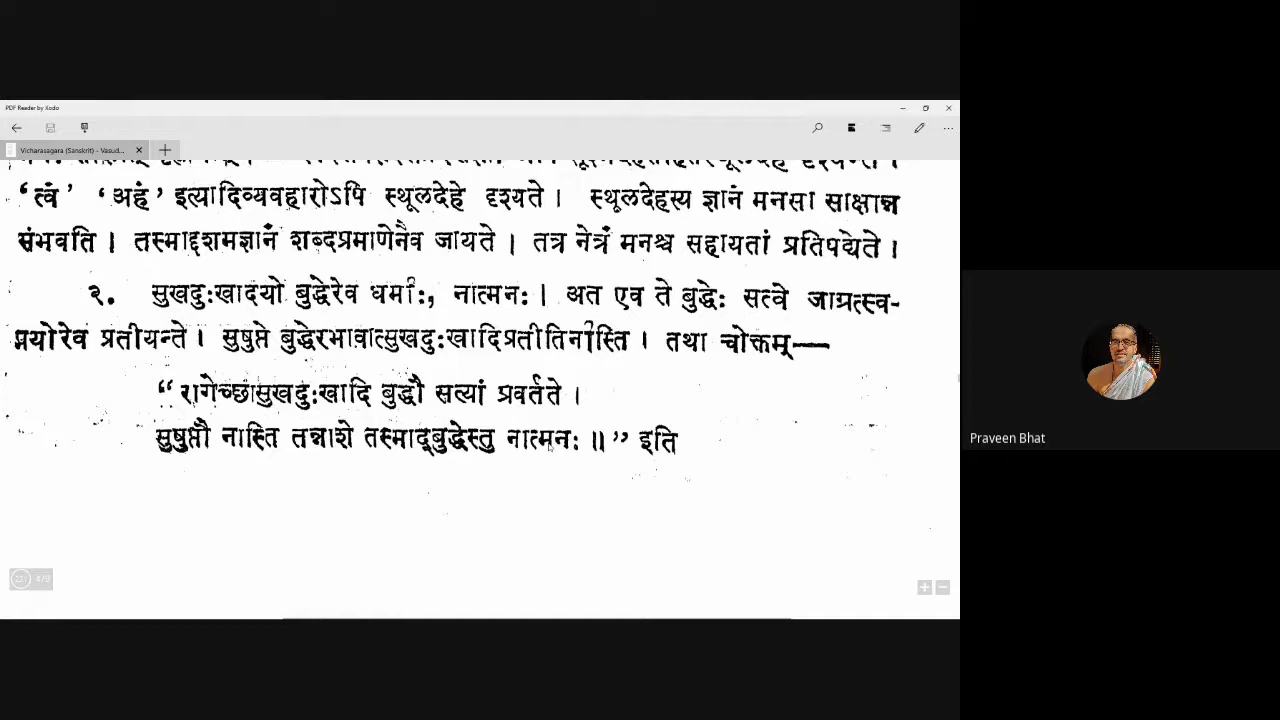 PDF Reader by Xodo
Vicharasagara (Sanskrit) - Vasud...
स्थूलदेहे दृश्यन्ते ।
‘त्वं’ ‘अहं’ इत्यादिव्यवहारोऽपि स्थूलदेहे दृश्यते । स्थूलदेहस्य ज्ञानं मनसा साक्षान्न
संभवति । तस्माद्दशमज्ञानं शब्दप्रमाणेनैव जायते । तत्र नेत्रं मनश्च सहायतां प्रतिपद्येते ।
२. सुखदुःखादयो बुद्धेरेव धर्माः, नात्मनः । अत एव ते बुद्धेः सत्वे जाग्रत्स्व-
प्नयोरेव प्रतीयन्ते । सुषुप्ते बुद्धेरभावात्सुखदुःखादिप्रतीतिर्नास्ति । तथा चोक्तम्—
“रागेच्छासुखदुःखादि बुद्धौ सत्यां प्रवर्तते ।
सुषुप्तौ नास्ति तन्नाशे तस्माद्बुद्धेस्तु नात्मनः ॥” इति
Praveen Bhat